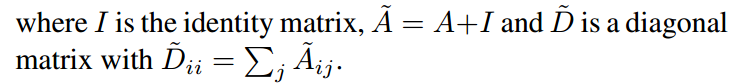 where I is the identity matrix, Ã = A+I and D̃ is a diagonal
matrix with D̃ᵢᵢ = ∑ⱼ Ãᵢⱼ.